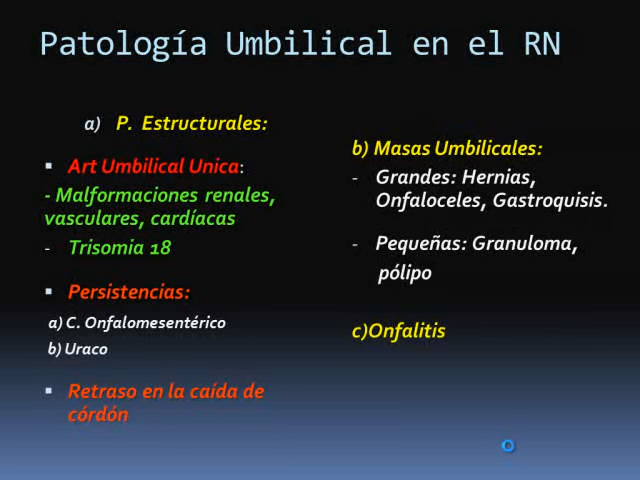 Patología Umbilical en el RN
a) P. Estructurales:
▪ Art Umbilical Unica:
- Malformaciones renales,
vasculares, cardíacas
- Trisomia 18
▪ Persistencias:
a) C. Onfalomesentérico
b) Uraco
▪ Retraso en la caída de
córdón
b) Masas Umbilicales:
- Grandes: Hernias,
Onfaloceles, Gastroquisis.
- Pequeñas: Granuloma,
pólipo
c)Onfalitis